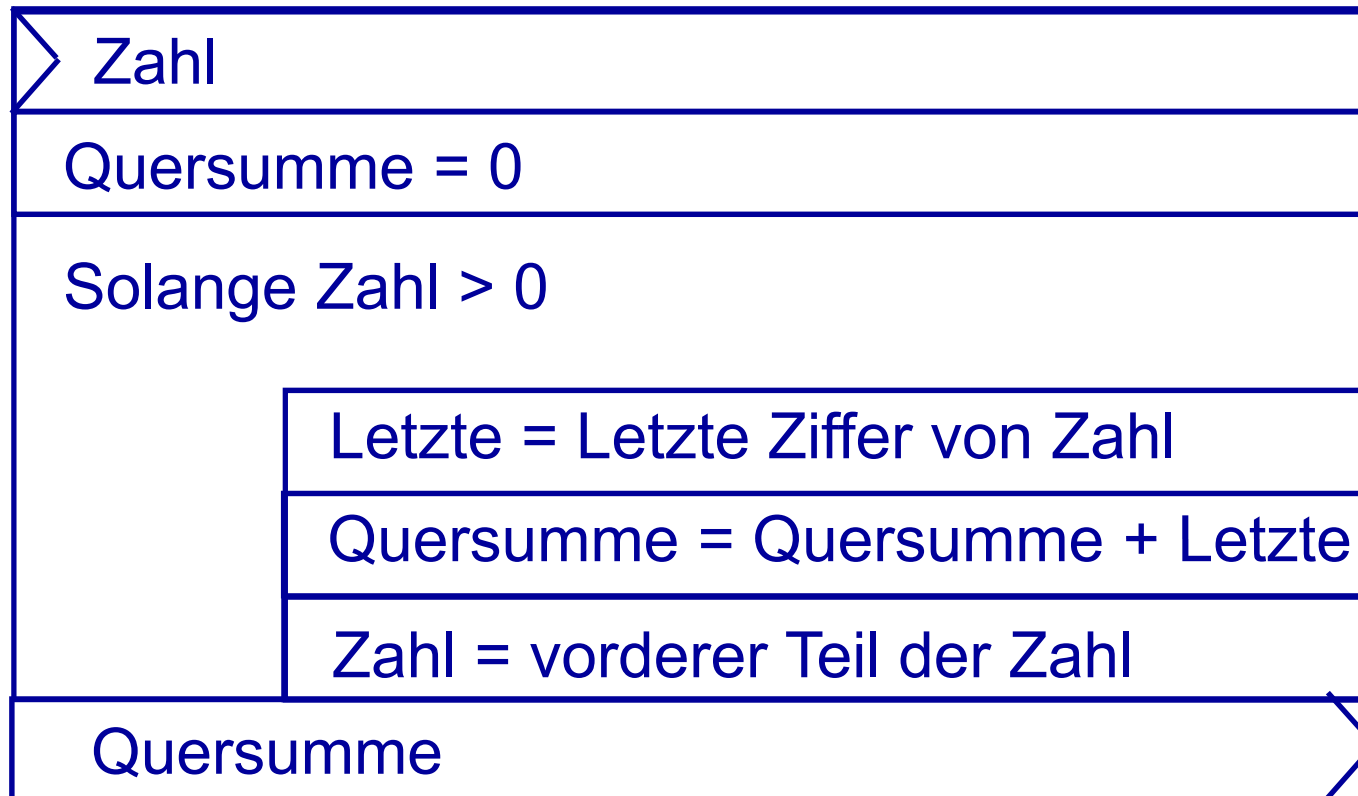 Zahl
Quersumme = 0
Solange Zahl > 0
Letzte = Letzte Ziffer von Zahl
Quersumme = Quersumme + Letzte
Zahl = vorderer Teil der Zahl
Quersumme